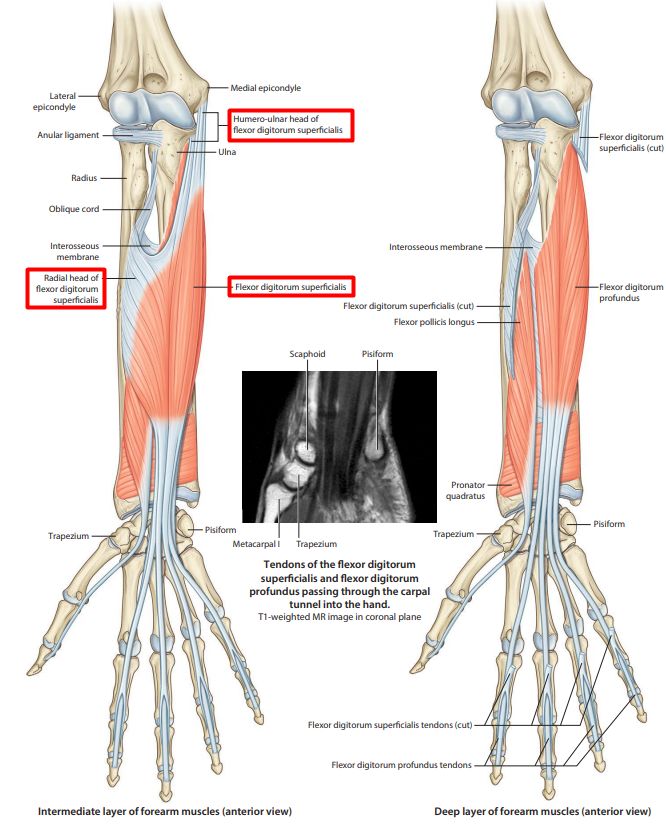 Medial epicondyle
Lateral
epicondyle
Humero-ulnar head of
flexor digitorum superficialis
Anular ligament
Ulna
Radius
Oblique cord
Interosseous
membrane
Radial head of
flexor digitorum
superficialis
Flexor digitorum superficialis
Trapezium
Pisiform
Intermediate layer of forearm muscles (anterior view)
Scaphoid
Pisiform
Metacarpal I
Trapezium
Tendons of the flexor digitorum
superficialis and flexor digitorum
profundus passing through the carpal
tunnel into the hand.
T1-weighted MR image in coronal plane
Flexor digitorum
superficialis (cut)
Interosseous membrane
Flexor digitorum
profundus
Flexor digitorum superficialis (cut)
Flexor pollicis longus
Pronator
quadratus
Trapezium
Pisiform
Flexor digitorum superficialis tendons (cut)
Flexor digitorum profundus tendons
Deep layer of forearm muscles (anterior view)